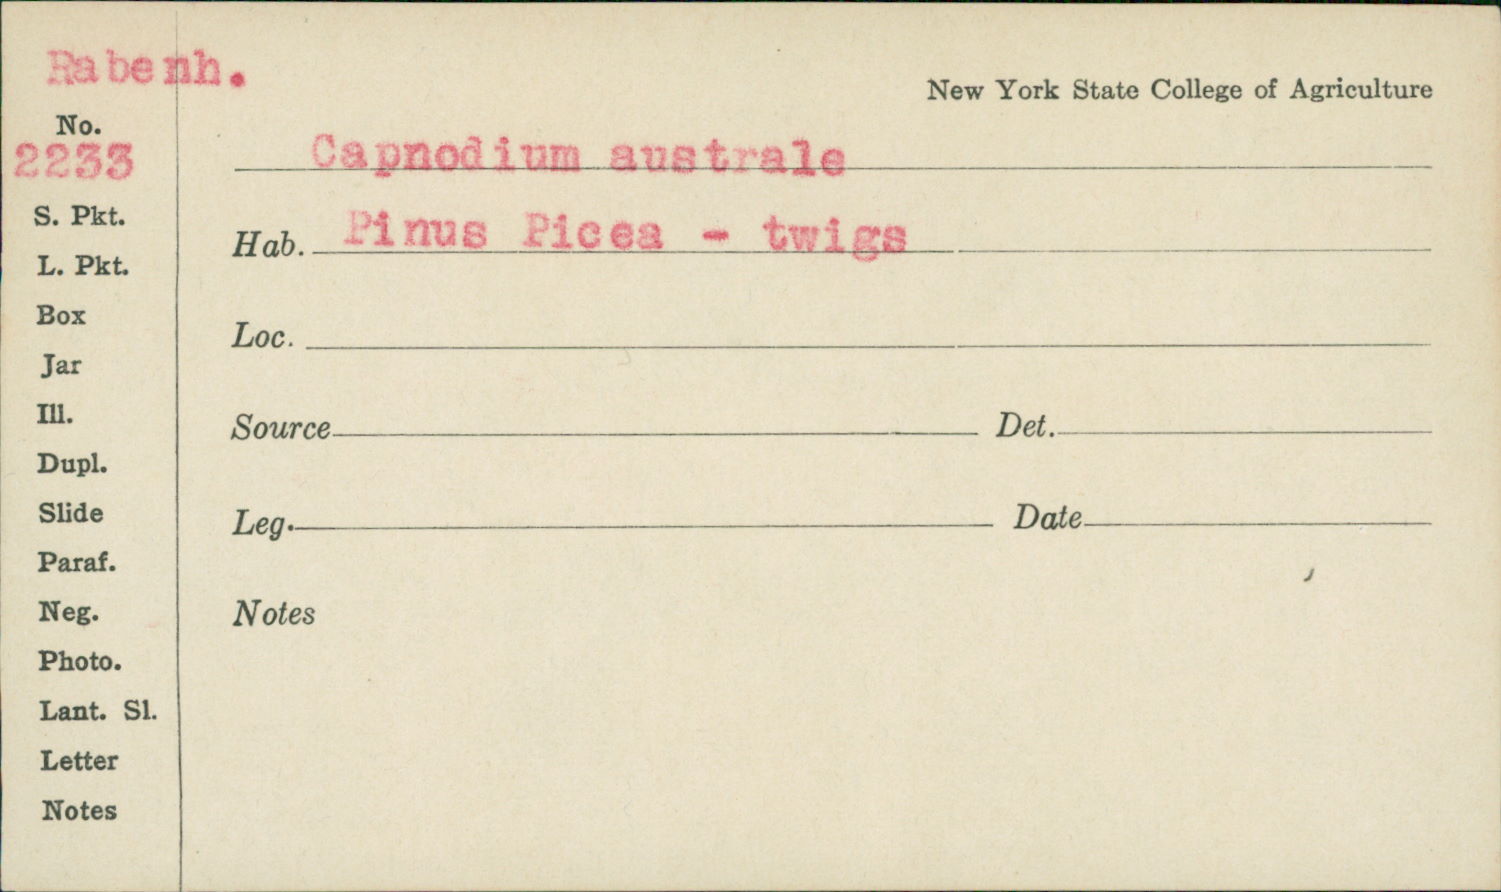 Rabenh.
New York State College of Agriculture
No.
2233
Capnodium australe
S. Pkt.
Hab. Pinus Picea - twigs
L. Pkt.
Box
Loc.
Jar
Ill.
Source Det.
Dupl.
Slide
Leg. Date
Paraf.
Neg.
Notes
Photo.
Lant. Sl.
Letter
Notes